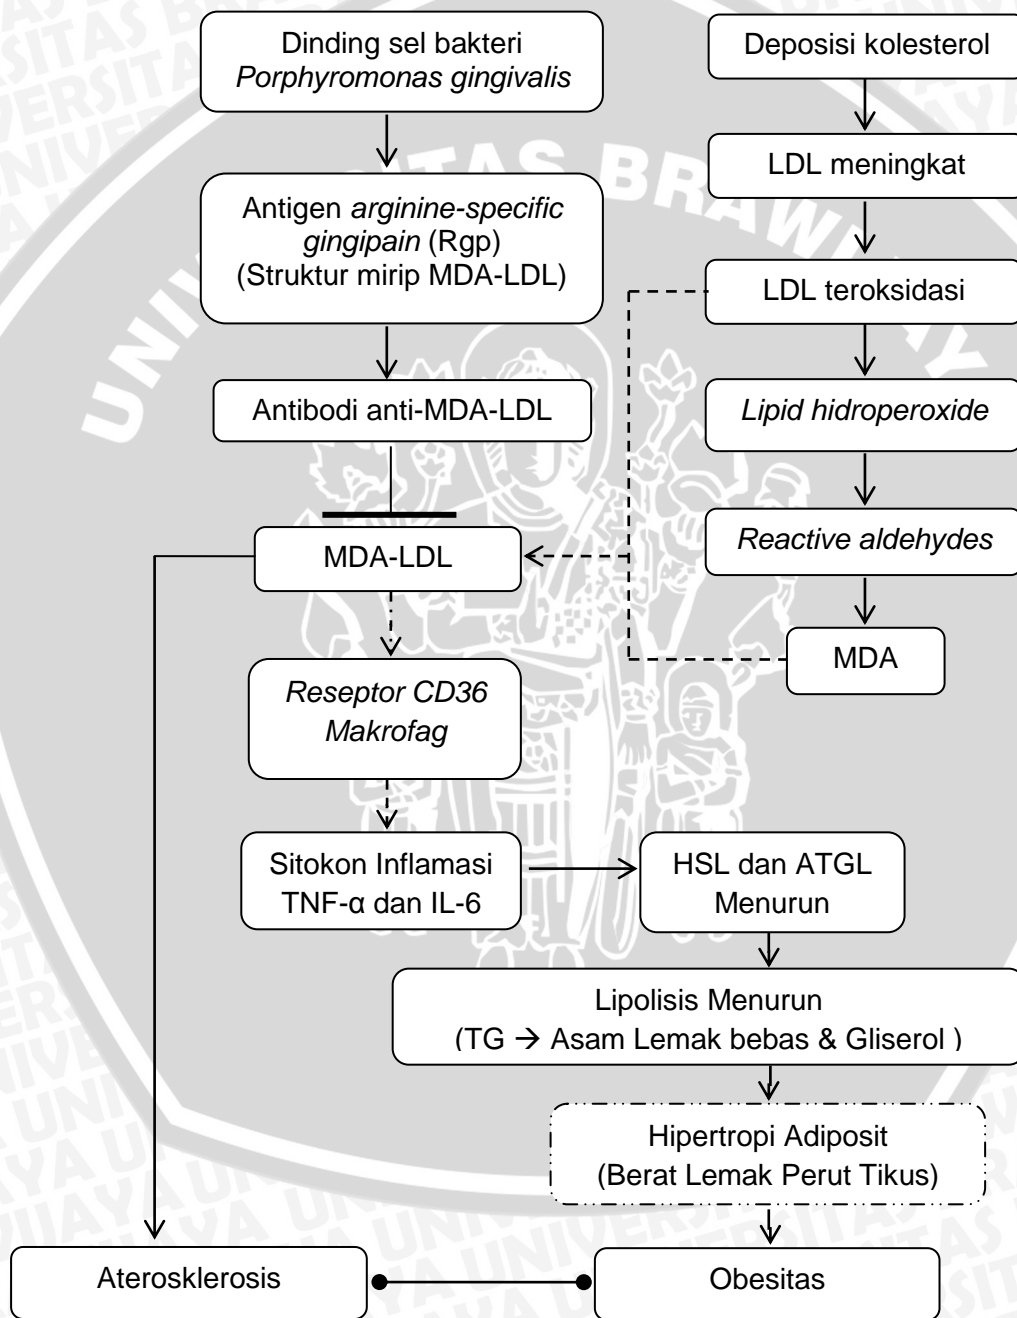 Dinding sel bakteri
Porphyromonas gingivalis
Antigen arginine-specific
gingipain (Rgp)
(Struktur mirip MDA-LDL)
Antibodi anti-MDA-LDL
MDA-LDL
Reseptor CD36
Makrofag
Sitokon Inflamasi
TNF-α dan IL-6
Deposisi kolesterol
LDL meningkat
LDL teroksidasi
Lipid hidroperoxide
Reactive aldehydes
MDA
HSL dan ATGL
Menurun
Lipolisis Menurun
(TG → Asam Lemak bebas & Gliserol )
Hipertropi Adiposit
(Berat Lemak Perut Tikus)
Aterosklerosis
Obesitas